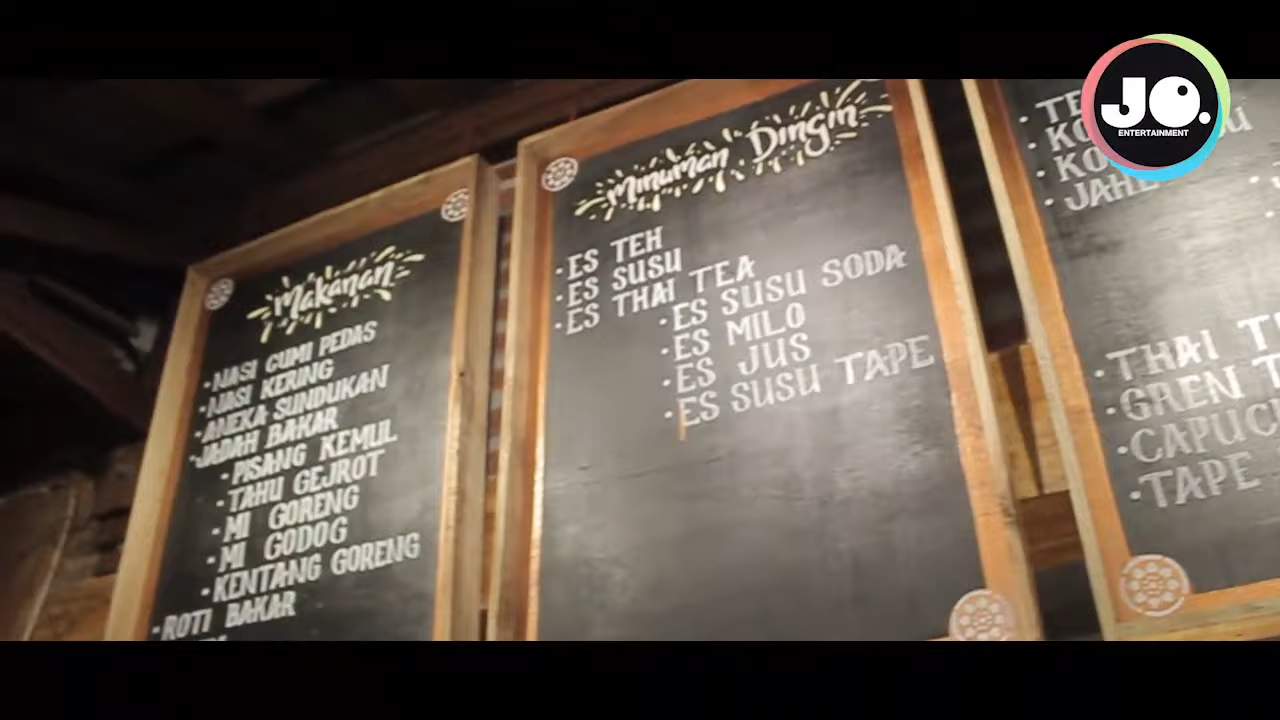 Makanan
• NASI CUMI PEDAS
• NASI KERING
• ANEKA SUNDUKAN
• JADAH BAKAR
• PISANG KEMUL
• TAHU GEJROT
• MI GORENG
• MI GODOG
• KENTANG GORENG
• ROTI BAKAR
Minuman Dingin
• ES TEH
• ES SUSU
• ES THAI TEA
• ES SUSU SODA
• ES MILO
• ES JUS
• ES SUSU TAPE
• THAI
• GREN
• TAPE
JO.
ENTERTAINMENT